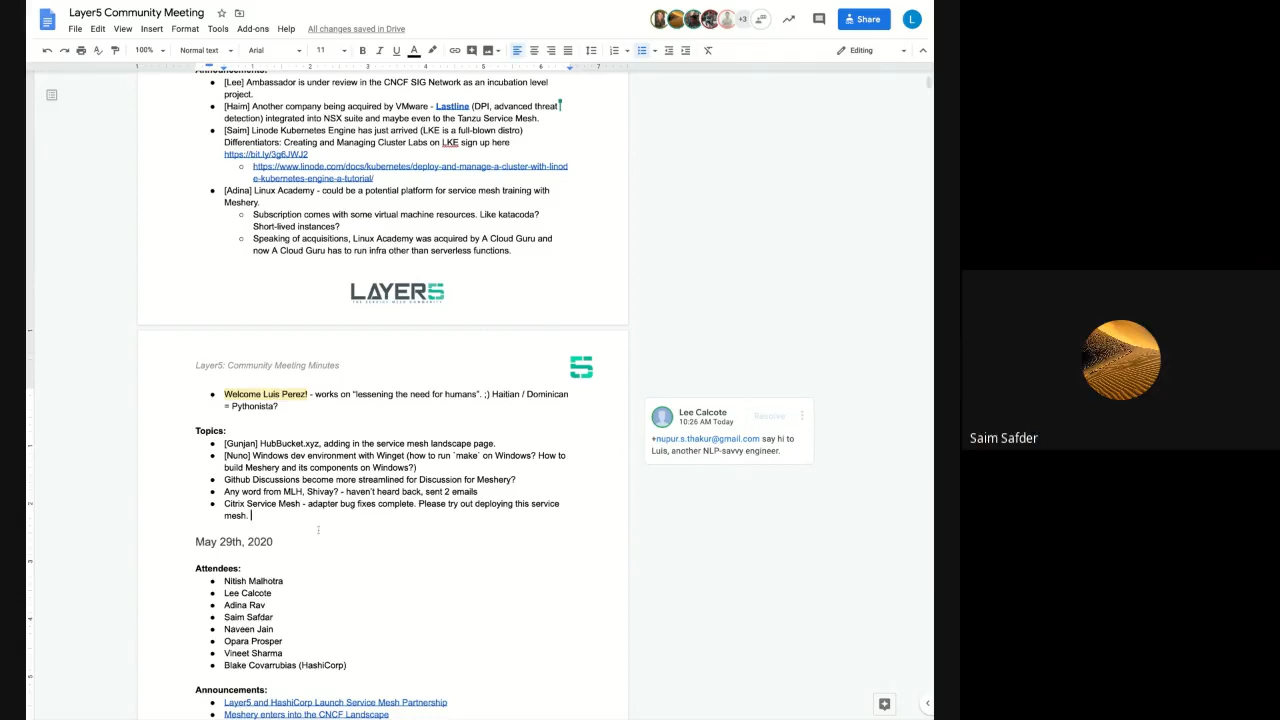 Layer5 Community Meeting
File Edit View Insert Format Tools Add-ons Help All changes saved in Drive
+3
Share
L
100% Normal text Arial 11 B I U A Editing
1 1 2 3 4 5 6 7
Announcements:
● [Lee] Ambassador is under review in the CNCF SIG Network as an incubation level
project.
● [Haim] Another company being acquired by VMware - Lastline (DPI, advanced threat
detection) integrated into NSX suite and maybe even to the Tanzu Service Mesh.
● [Saim] Linode Kubernetes Engine has just arrived (LKE is a full-blown distro)
Differentiators: Creating and Managing Cluster Labs on LKE sign up here
https://bit.ly/3g6JWJ2
○ https://www.linode.com/docs/kubernetes/deploy-and-manage-a-cluster-with-linod
e-kubernetes-engine-a-tutorial/
● [Adina] Linux Academy - could be a potential platform for service mesh training with
Meshery.
○ Subscription comes with some virtual machine resources. Like katacoda?
Short-lived instances?
○ Speaking of acquisitions, Linux Academy was acquired by A Cloud Guru and
now A Cloud Guru has to run infra other than serverless functions.
LAYER5
THE SERVICE MESH COMMUNITY
Layer5: Community Meeting Minutes
● Welcome Luis Perez! - works on “lessening the need for humans”. ;) Haitian / Dominican
= Pythonista?
Topics:
● [Gunjan] HubBucket.xyz, adding in the service mesh landscape page.
● [Nuno] Windows dev environment with Winget (how to run `make` on Windows? How to
build Meshery and its components on Windows?)
● Github Discussions become more streamlined for Discussion for Meshery?
● Any word from MLH, Shivay? - haven’t heard back, sent 2 emails
● Citrix Service Mesh - adapter bug fixes complete. Please try out deploying this service
mesh.
May 29th, 2020
Attendees:
● Nitish Malhotra
● Lee Calcote
● Adina Rav
● Saim Safdar
● Naveen Jain
● Opara Prosper
● Vineet Sharma
● Blake Covarrubias (HashiCorp)
Announcements:
● Layer5 and HashiCorp Launch Service Mesh Partnership
● Meshery enters into the CNCF Landscape
Lee Calcote
10:26 AM Today
Resolve
+nupur.s.thakur@gmail.com say hi to
Luis, another NLP-savvy engineer.
Saim Safder